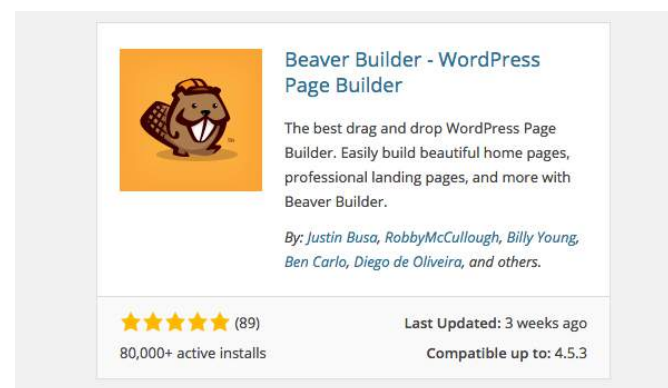 Beaver Builder - WordPress
Page Builder
The best drag and drop WordPress Page
Builder. Easily build beautiful home pages,
professional landing pages, and more with
Beaver Builder.
By: Justin Busa, RobbyMcCullough, Billy Young,
Ben Carlo, Diego de Oliveira, and others.
(89)
80,000+ active installs
Last Updated: 3 weeks ago
Compatible up to: 4.5.3